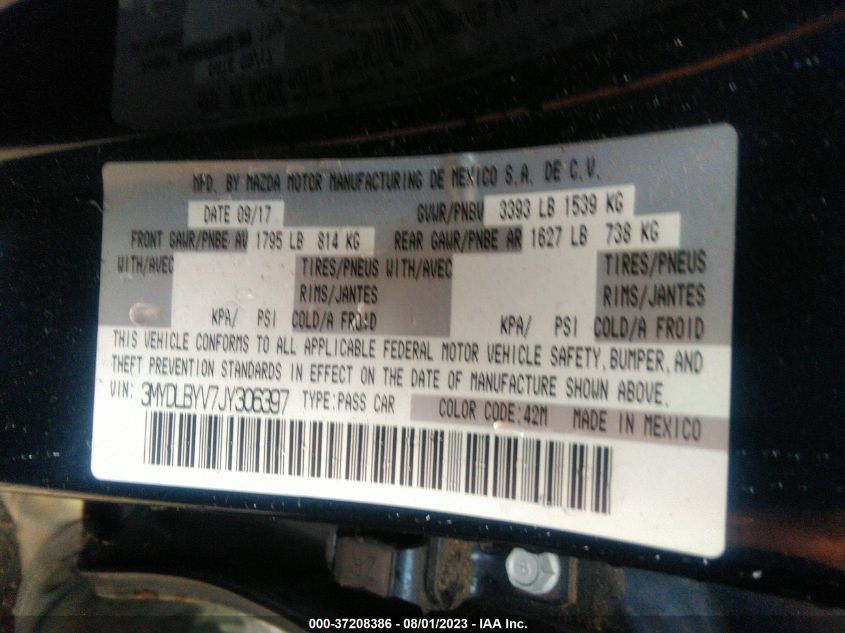 MFD. BY MAZDA MOTOR MANUFACTURING DE MEXICO S.A. DE C.V.
DATE 09/17 GVWR/PNBV 3393 LB 1539 KG
FRONT GAWR/PNBE AV 1795 LB 814 KG REAR GAWR/PNBE AR 1627 LB 738 KG
WITH/AVEC TIRES/PNEUS WITH/AVEC TIRES/PNEUS
RIMS/JANTES RIMS/JANTES
KPA/ PSI COLD/A FROID KPA/ PSI COLD/A FROID
THIS VEHICLE CONFORMS TO ALL APPLICABLE FEDERAL MOTOR VEHICLE SAFETY, BUMPER, AND
THEFT PREVENTION STANDARDS IN EFFECT ON THE DATE OF MANUFACTURE SHOWN ABOVE.
VIN: 3MYDLBYV7JY306397 TYPE: PASS CAR COLOR CODE: 42M MADE IN MEXICO
000-37208386 - 08/01/2023 - IAA Inc.